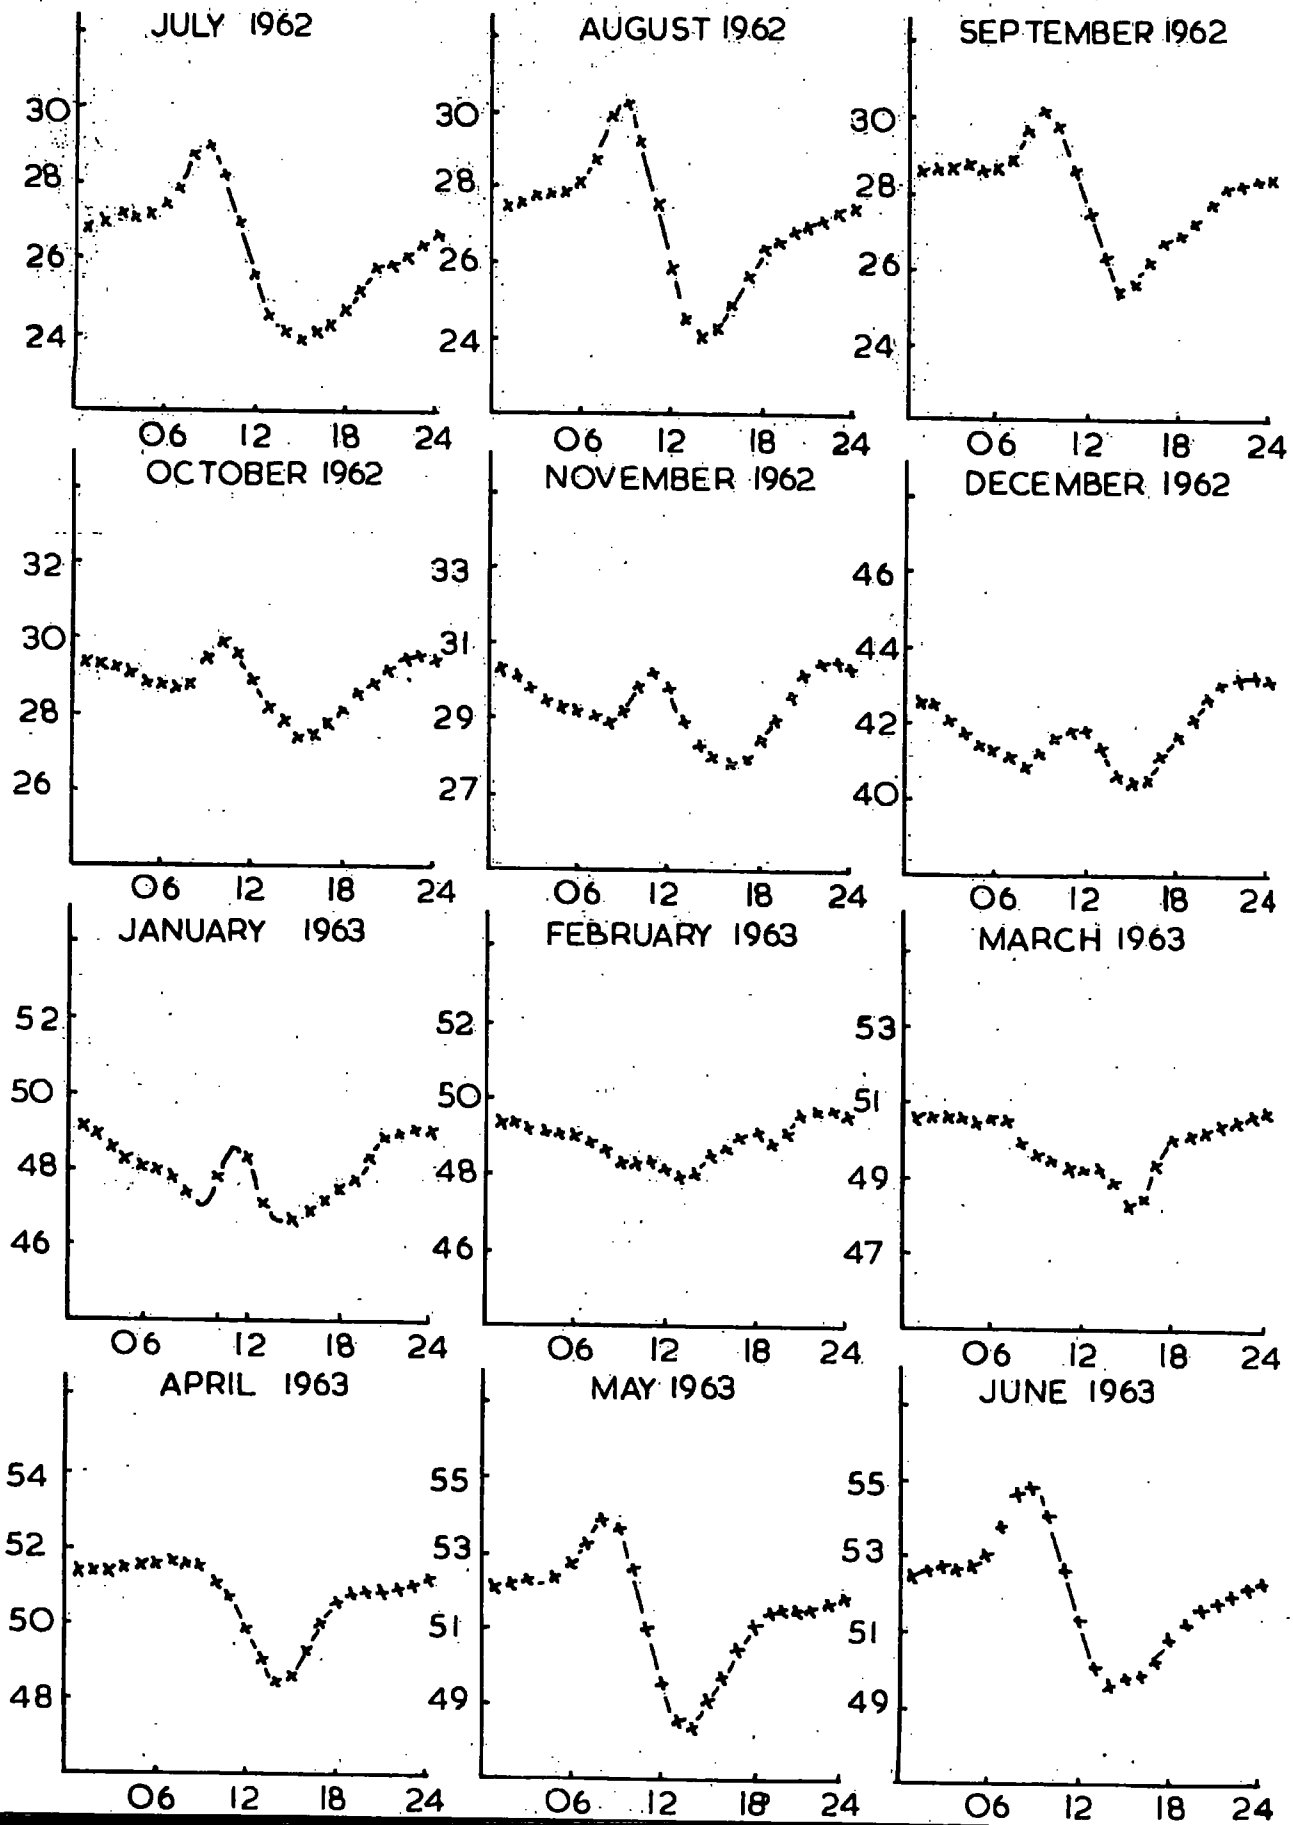 JULY 1962 AUGUST 1962 SEPTEMBER 1962
30 30 30
28 28 28
26 26 26
24 24 24
06 12 18 24 06 12 18 24 06 12 18 24
OCTOBER 1962 NOVEMBER 1962 DECEMBER 1962
32 33 46
30 31 44
28 29 42
26 27 40
06 12 18 24 06 12 18 24 06 12 18 24
JANUARY 1963 FEBRUARY 1963 MARCH 1963
52 52 53
50 50 51
48 48 49
46 46 47
06 12 18 24 06 12 18 24 06 12 18 24
APRIL 1963 MAY 1963 JUNE 1963
54 55 55
52 53 53
50 51 51
48 49 49
06 12 18 24 06 12 18 24 06 12 18 24